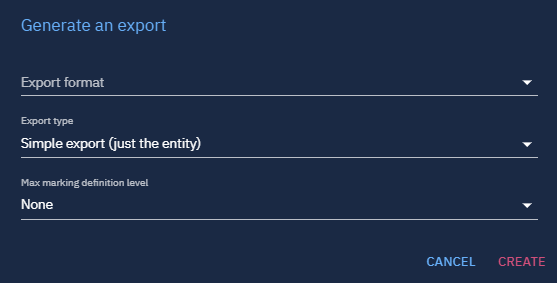 Generate an export
Export format
Export type
Simple export (just the entity)
Max marking definition level
None
CANCEL CREATE